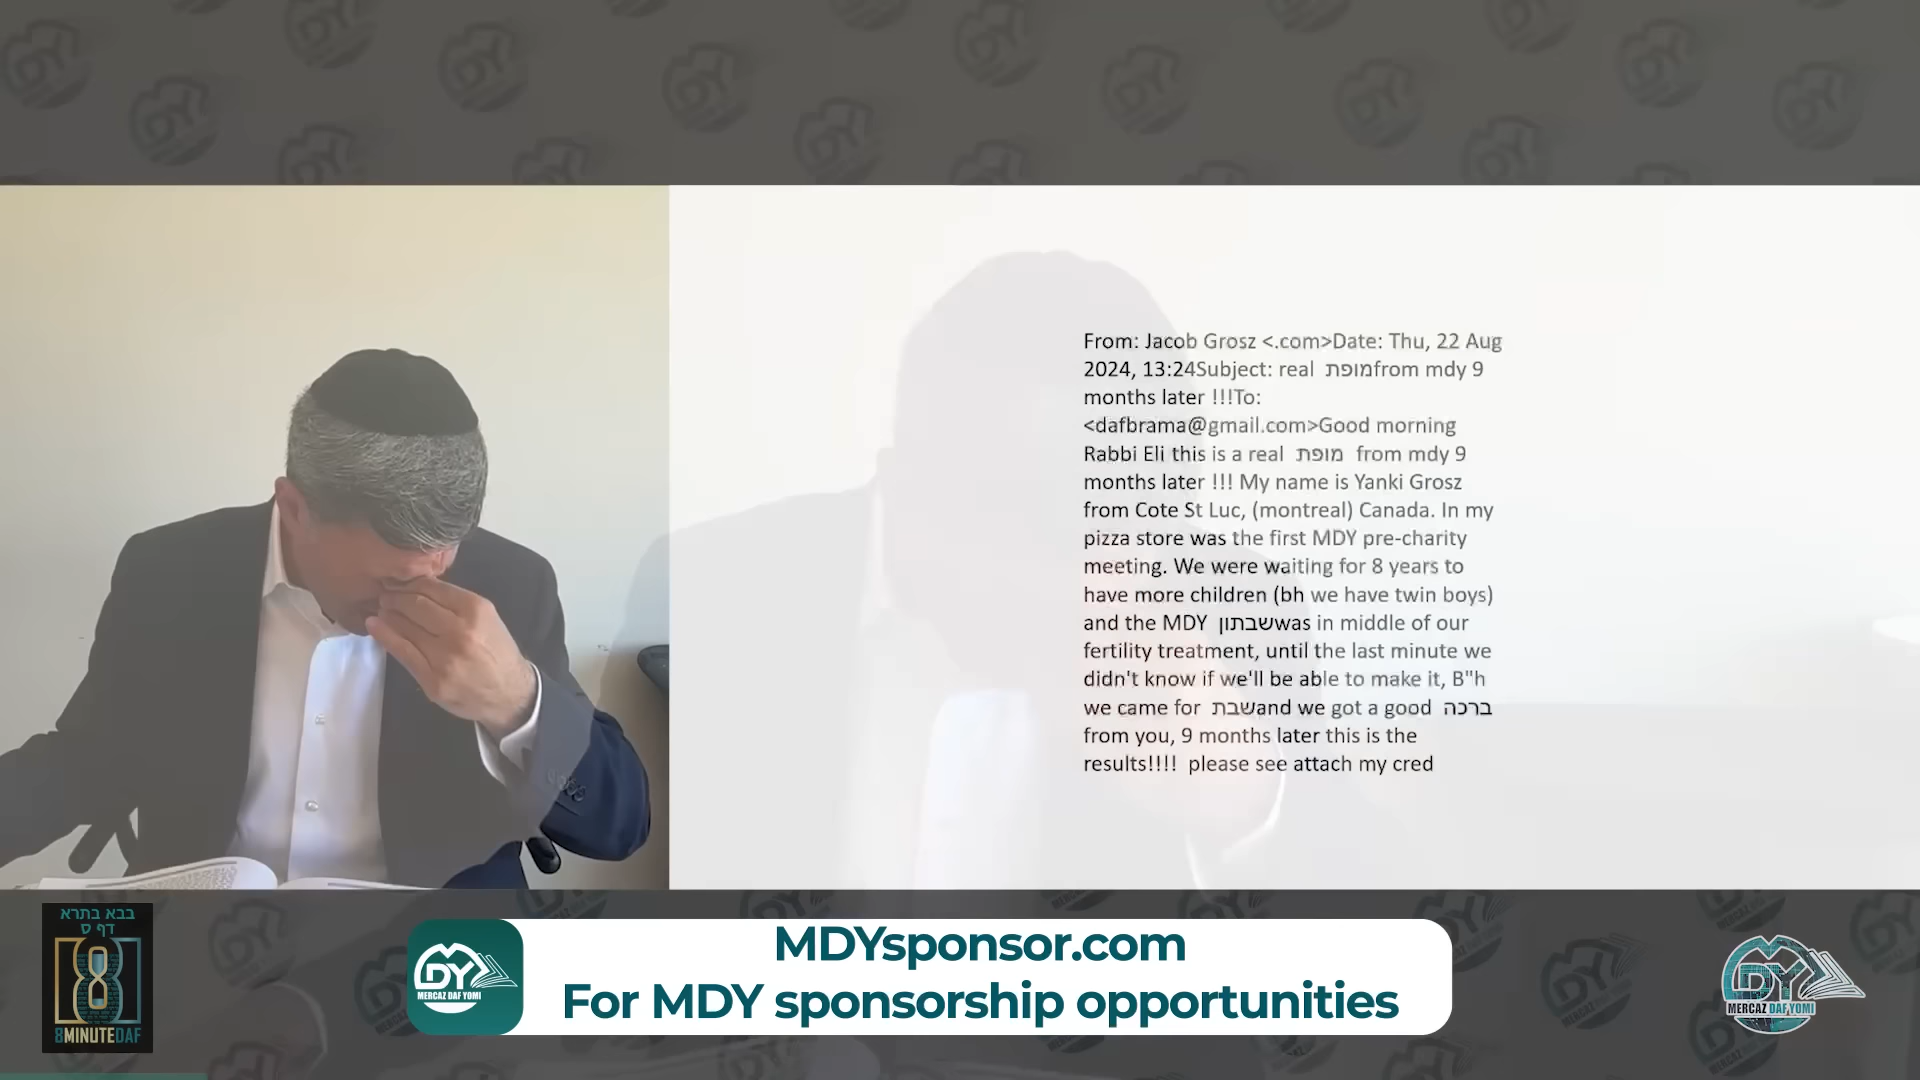 From: Jacob Grosz <.com>Date: Thu, 22 Aug
2024, 13:24Subject: real מופתfrom mdy 9
months later !!!To:
<dafbrama@gmail.com>Good morning
Rabbi Eli this is a real מופת from mdy 9
months later !!! My name is Yanki Grosz
from Cote St Luc, (montreal) Canada. In my
pizza store was the first MDY pre-charity
meeting. We were waiting for 8 years to
have more children (bh we have twin boys)
and the MDY שבתוןwas in middle of our
fertility treatment, until the last minute we
didn't know if we'll be able to make it, B"h
we came for שבתand we got a good ברכה
from you, 9 months later this is the
results!!!! please see attach my cred
בבא בתרא
דף ס
8
8MINUTEDAF
DY
MERCAZ DAF YOMI
MDYsponsor.com
For MDY sponsorship opportunities
DY
MERCAZ DAF YOMI